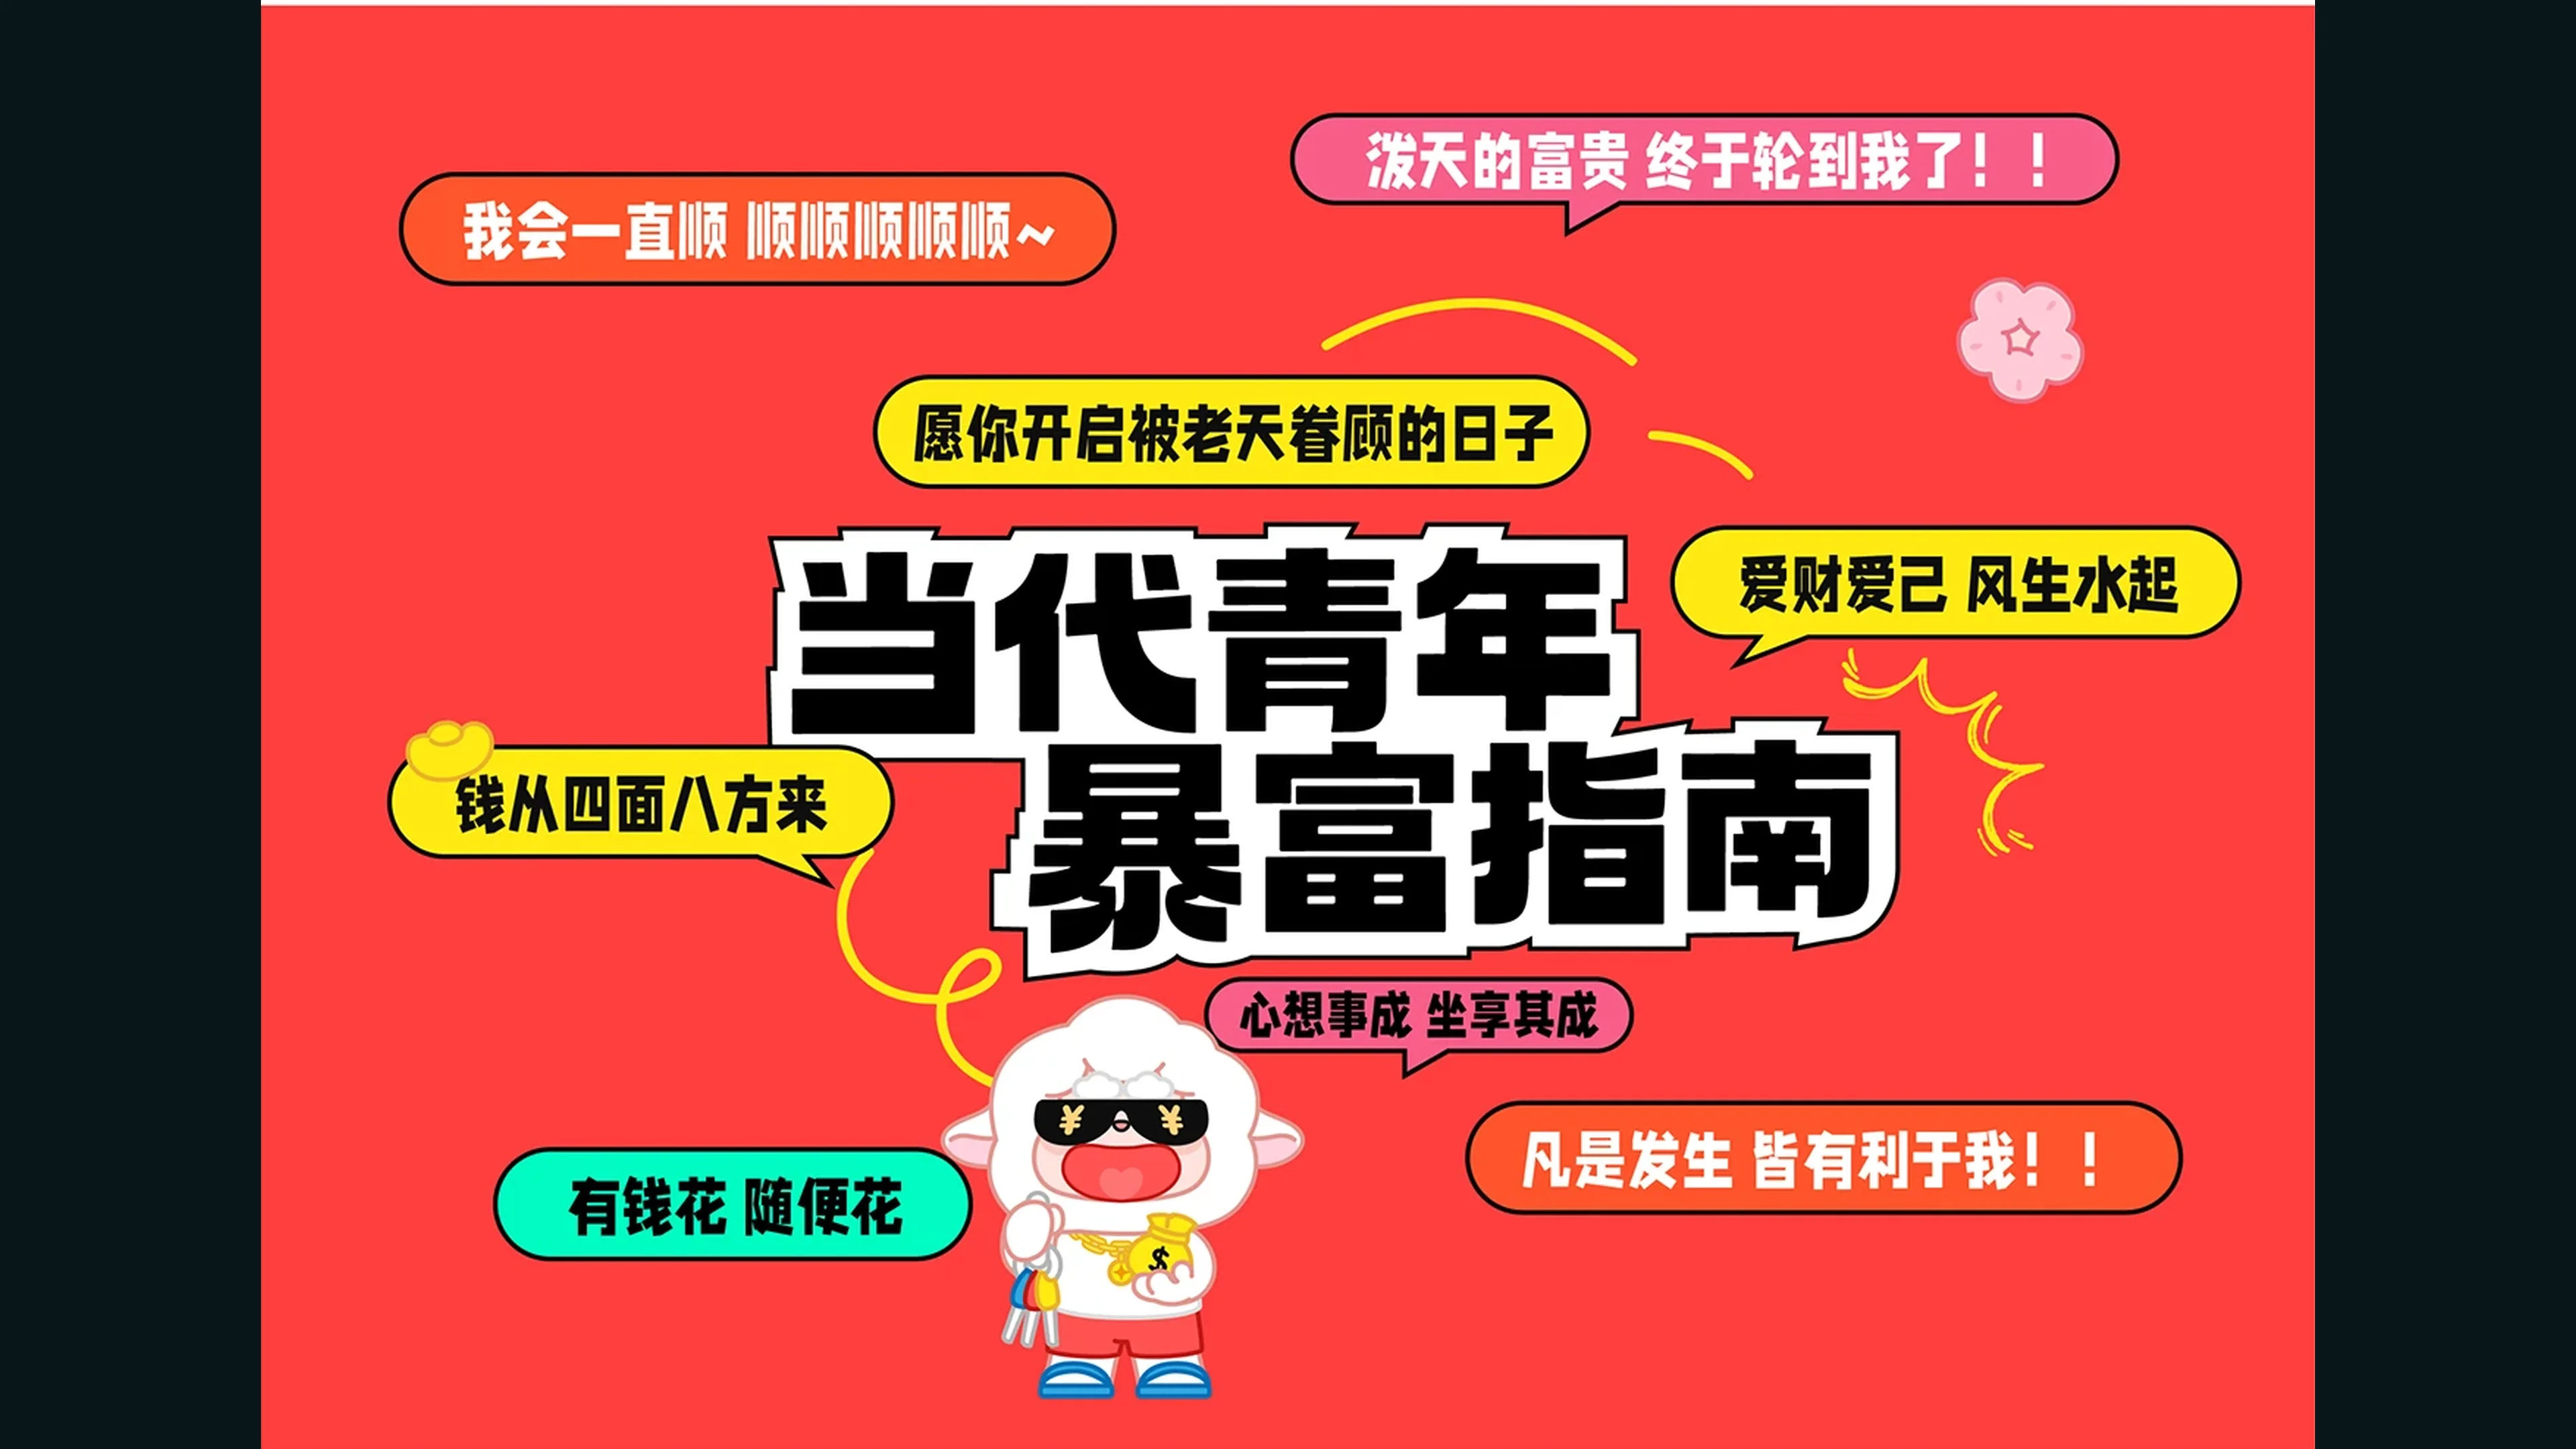 泼天的富贵 终于轮到我了！！
我会一直顺 顺顺顺顺顺~
愿你开启被老天眷顾的日子
当代青年
爱财爱己 风生水起
暴富指南
钱从四面八方来
心想事成 坐享其成
¥ ¥
凡是发生 皆有利于我！！
有钱花 随便花
$